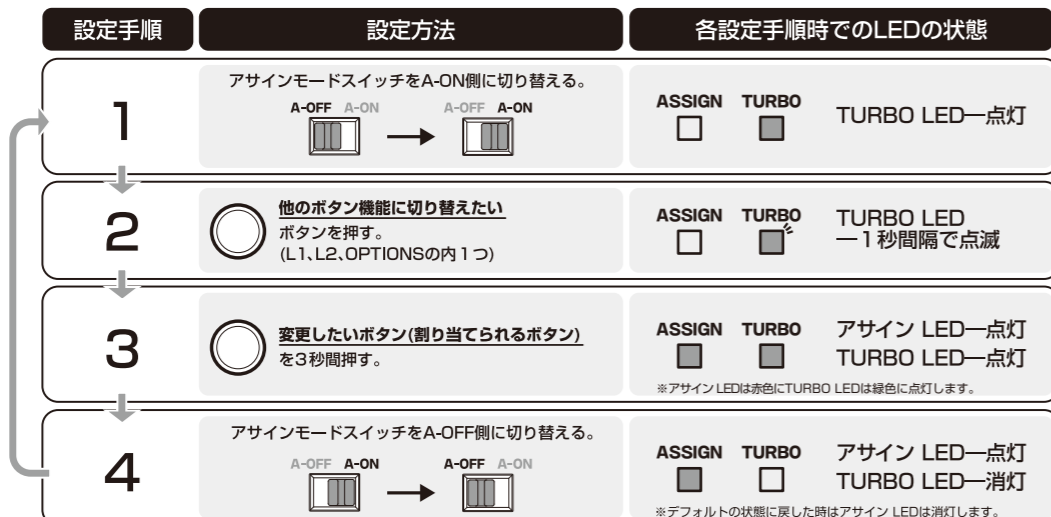 設定手順
設定方法
各設定手順時でのLEDの状態
1
アサインモードスイッチをA-ON側に切り替える。
A-OFF A-ON
A-OFF A-ON
ASSIGN TURBO
TURBO LED―点灯
2
他のボタン機能に切り替えたい
ボタンを押す。
(L1、L2、OPTIONSの内1つ)
ASSIGN TURBO
TURBO LED
―1秒間隔で点滅
3
変更したいボタン(割り当てられるボタン)
を3秒間押す。
ASSIGN TURBO
アサイン LED―点灯
TURBO LED―点灯
※アサイン LEDは赤色にTURBO LEDは緑色に点灯します。
4
アサインモードスイッチをA-OFF側に切り替える。
A-OFF A-ON
A-OFF A-ON
ASSIGN TURBO
アサイン LED―点灯
TURBO LED―消灯
※デフォルトの状態に戻した時はアサイン LEDは消灯します。